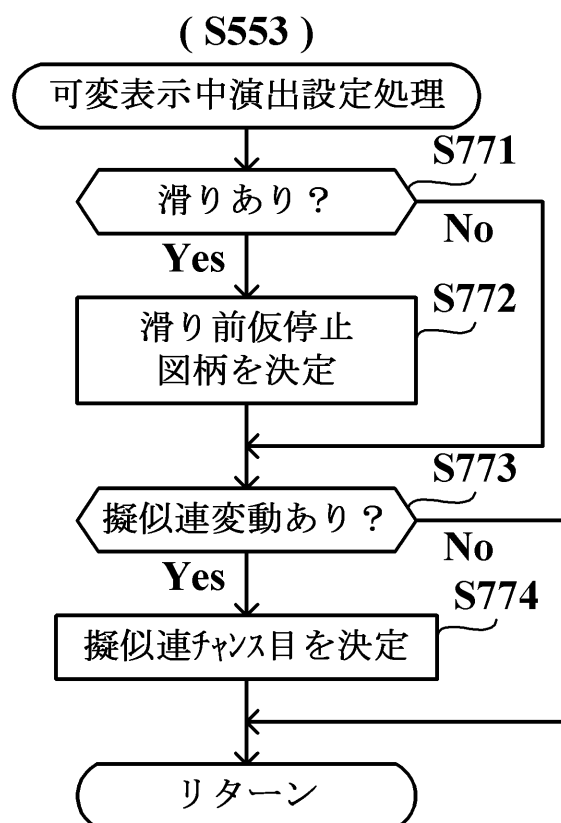 ( S553 )
可変表示中演出設定処理
S771
滑りあり？
No
Yes
S772
滑り前仮停止
図柄を決定
S773
擬似連変動あり？
No
Yes
S774
擬似連ﾁｬﾝｽ目を決定
リターン